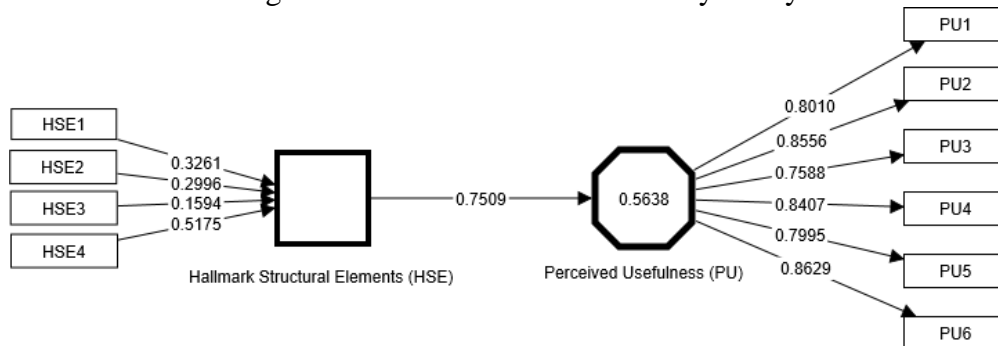 PU1
PU2
PU3
PU4
PU5
PU6
HSE1
HSE2
HSE3
HSE4
0.3261
0.2996
0.1594
0.5175
0.7509
0.5638
0.8010
0.8556
0.7588
0.8407
0.7995
0.8629
Hallmark Structural Elements (HSE)
Perceived Usefulness (PU)